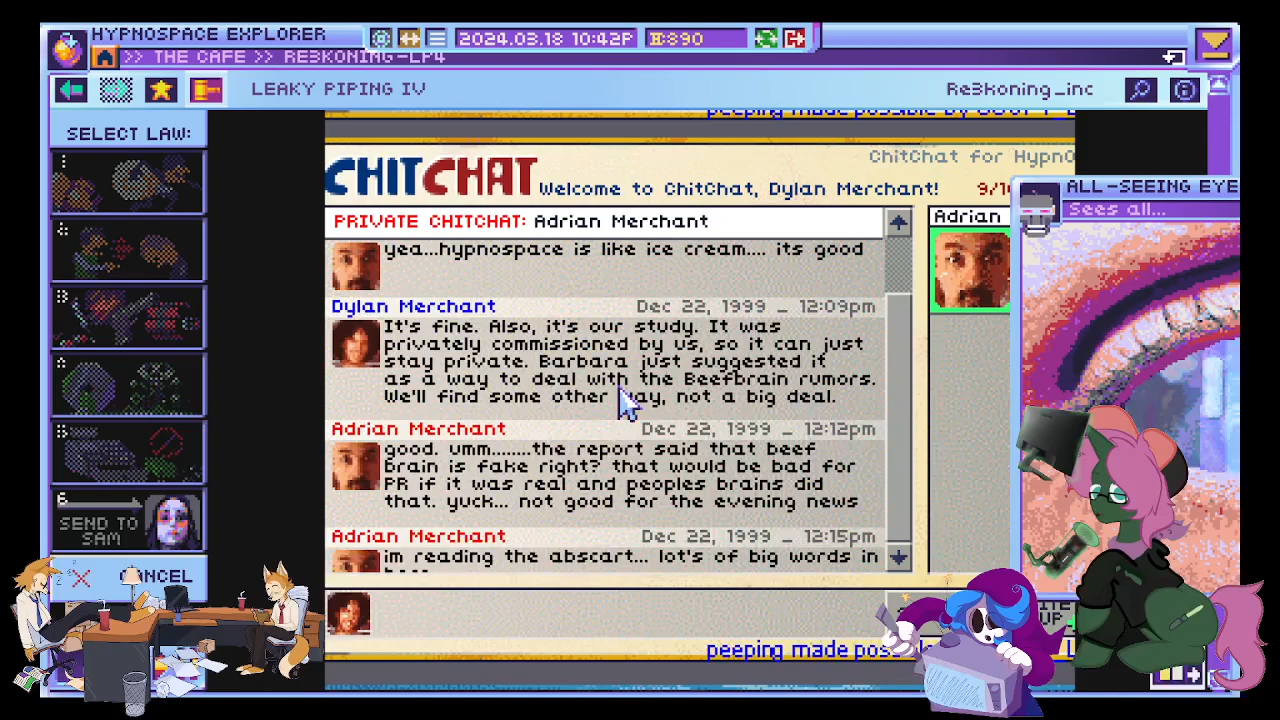 HYPNOSPACE EXPLORER
2024.03.18 10:42P
890
>> THE CAFE >> RE3KONING-LP4
LEAKY PIPING IV
Re3koning_inc
SELECT LAW:
6
SEND TO
SAM
CANCEL
peeping made possible by
CHITCHAT
ChitChat for Hypno
Welcome to ChitChat, Dylan Merchant!
PRIVATE CHITCHAT: Adrian Merchant
Adrian
ALL-SEEING EYE
Sees all...
yea...hypnospace is like ice cream.... its good
Dylan Merchant Dec 22, 1999 _ 12:09pm
It's fine. Also, it's our study. It was
privately commissioned by us, so it can just
stay private. Barbara just suggested it
as a way to deal with the Beefbrain rumors.
We'll find some other way, not a big deal.
Adrian Merchant Dec 22, 1999 _ 12:12pm
good. umm.......the report said that beef
Brain is fake right? that would be bad for
PR if it was real and peoples brains did
that. yuck... not good for the evening news
Adrian Merchant Dec 22, 1999 _ 12:15pm
im reading the abscart... lot's of big words in
peeping made